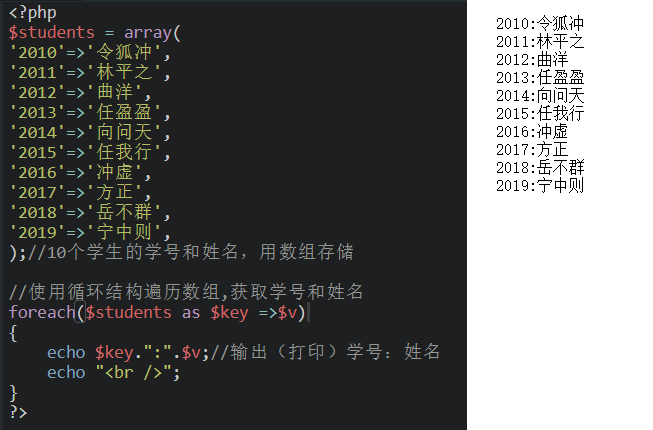 <?php
$students = array(
'2010'=>'令狐冲',
'2011'=>'林平之',
'2012'=>'曲洋',
'2013'=>'任盈盈',
'2014'=>'向问天',
'2015'=>'任我行',
'2016'=>'冲虚',
'2017'=>'方正',
'2018'=>'岳不群',
'2019'=>'宁中则',
);//10个学生的学号和姓名，用数组存储
//使用循环结构遍历数组,获取学号和姓名
foreach($students as $key =>$v)
{
    echo $key.":".$v;//输出（打印）学号：姓名
    echo "<br />";
}
?>
2010:令狐冲
2011:林平之
2012:曲洋
2013:任盈盈
2014:向问天
2015:任我行
2016:冲虚
2017:方正
2018:岳不群
2019:宁中则